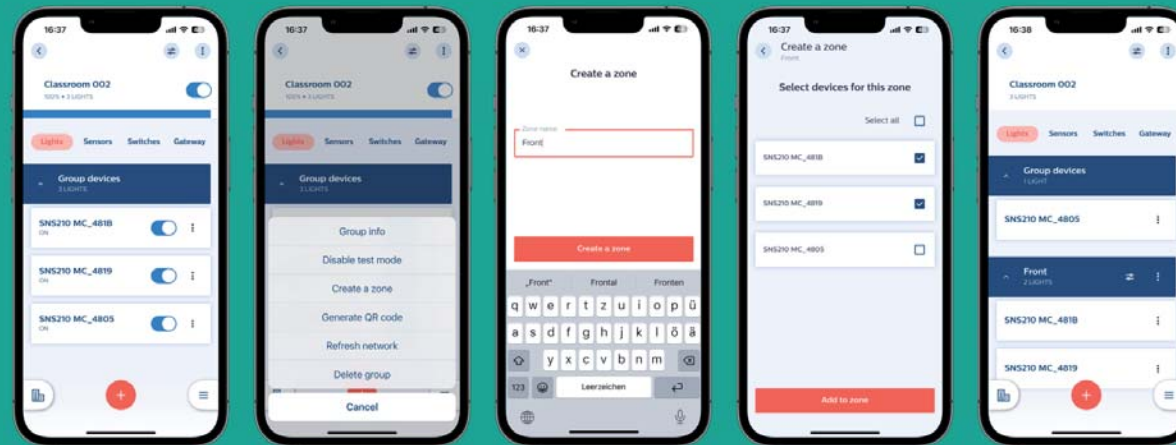 16:37
Classroom 002
100% • 3 LIGHTS
Lights Sensors Switches Gateway
Group devices
3 LIGHTS
SNS210 MC_481B
ON
SNS210 MC_4819
ON
SNS210 MC_4805
ON
+
16:37
Classroom 002
100% • 3 LIGHTS
Lights Sensors Switches Gateway
Group devices
3 LIGHTS
Group info
Disable test mode
Create a zone
Generate QR code
Refresh network
Delete group
Cancel
16:37
Create a zone
Zone name
Front
Create a zone
„Front“ Frontal Fronten
q w e r t z u i o p ü
a s d f g h j k l ö ä
y x c v b n m
123 Leerzeichen
16:37
Create a zone
Front
Select devices for this zone
Select all
SNS210 MC_481B
SNS210 MC_4819
SNS210 MC_4805
Add to zone
16:38
Classroom 002
3 LIGHTS
Lights Sensors Switches Gateway
Group devices
1 LIGHT
SNS210 MC_4805
Front
2 LIGHTS
SNS210 MC_481B
SNS210 MC_4819
+